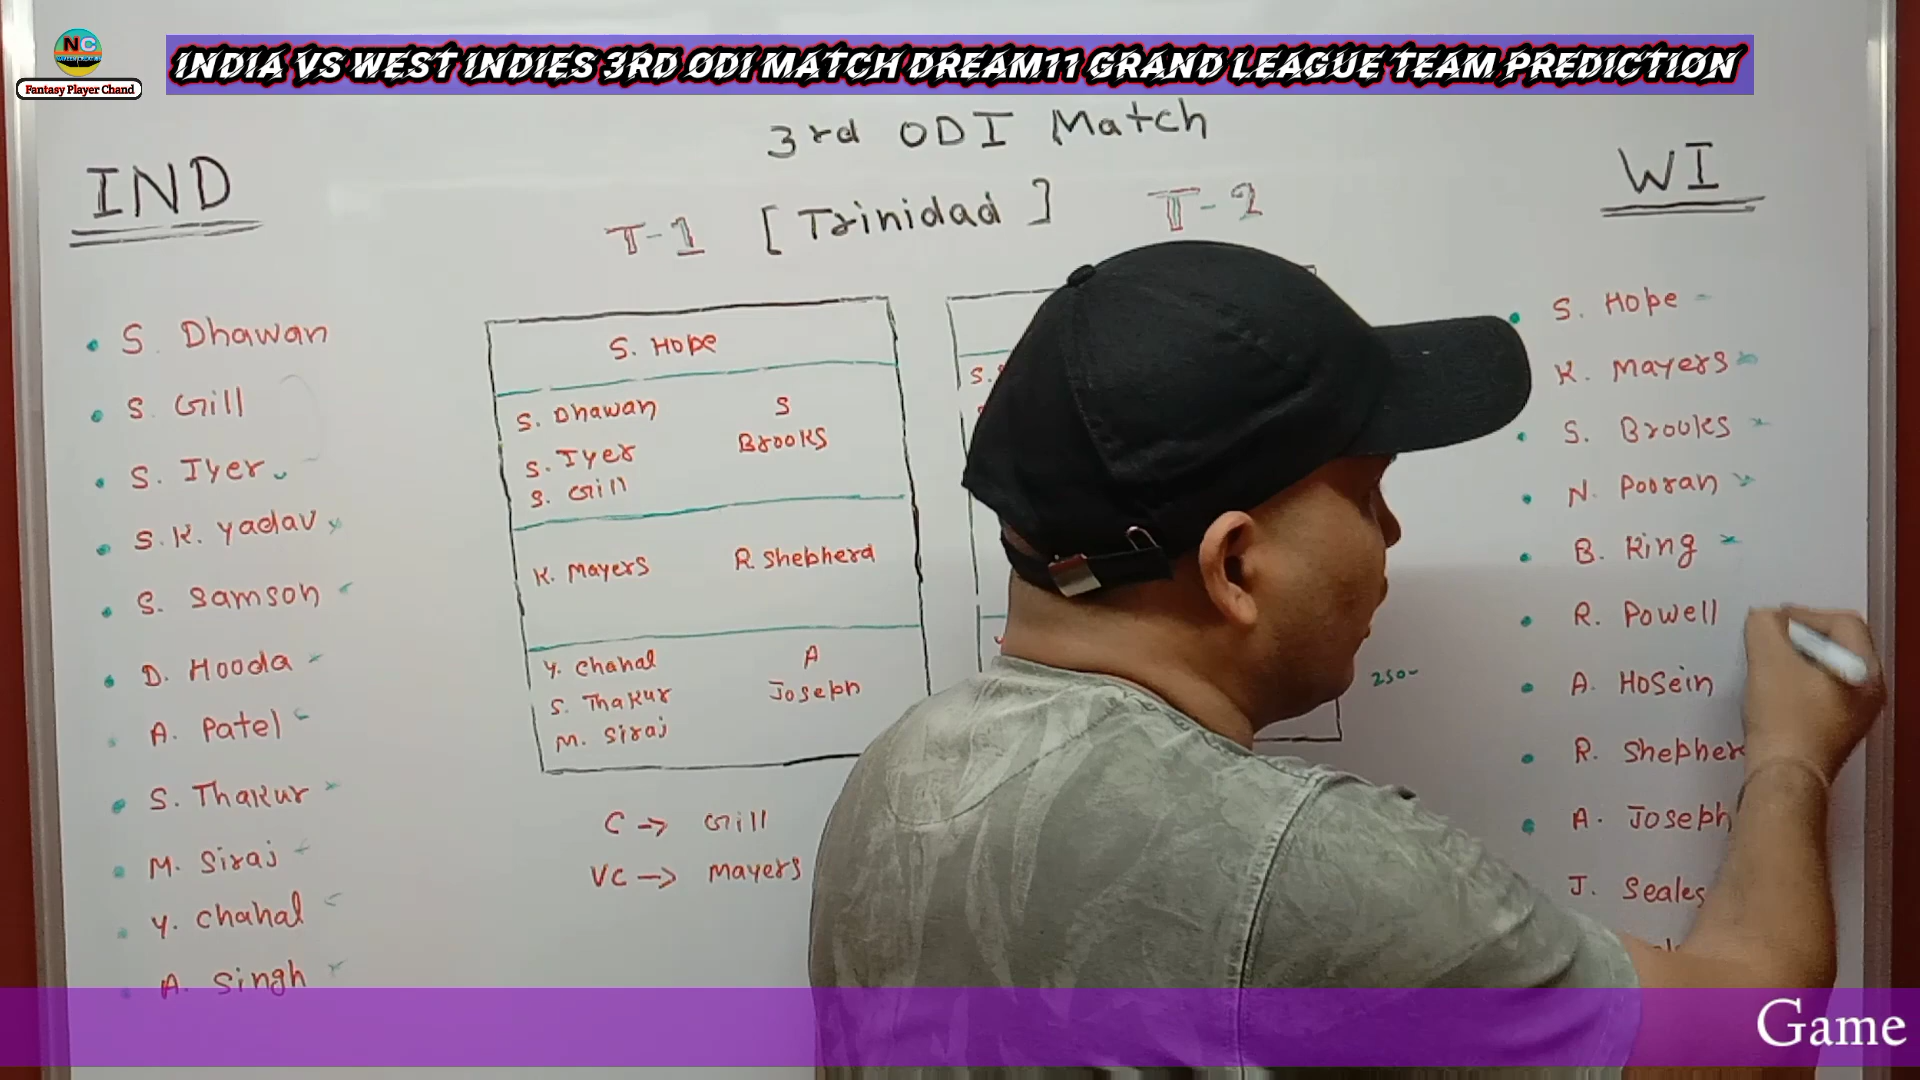 NC
Fantasy Player Chand
INDIA VS WEST INDIES 3RD ODI MATCH DREAM11 GRAND LEAGUE TEAM PREDICTION
3rd ODI Match
[Trinidad]
IND
S. Dhawan
S. Gill
S. Iyer
S.K. Yadav
S. Samson
D. Hooda
A. Patel
S. Thakur
M. Siraj
Y. Chahal
A. Singh
T-1
S. Hope
S. Dhawan
S. Iyer
S. Gill
S
Brooks
K. Mayers R. Shepherd
Y. Chahal
S. Thakur
M. Siraj
A
Joseph
C → Gill
VC → Mayers
T-2
S.
250-
WI
S. Hope
K. Mayers
S. Brooks
N. Pooran
B. King
R. Powell
A. Hosein
R. Shepher
A. Joseph
J. Seales
Game